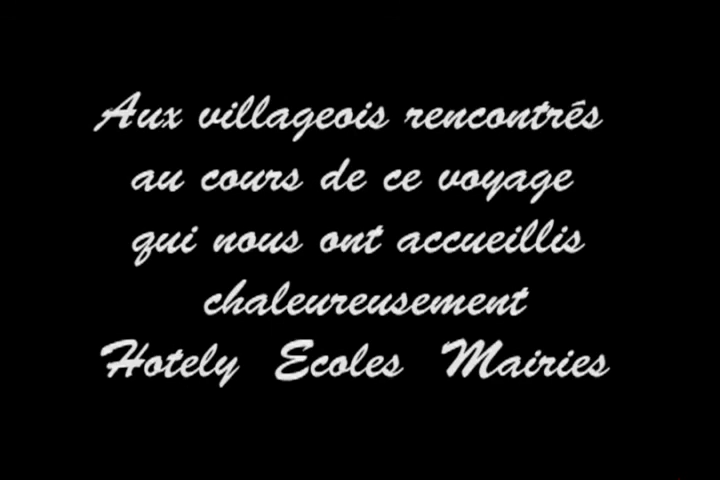 Aux villageois rencontrés
au cours de ce voyage
qui nous ont accueillis
chaleureusement
Hotely Ecoles Mairies